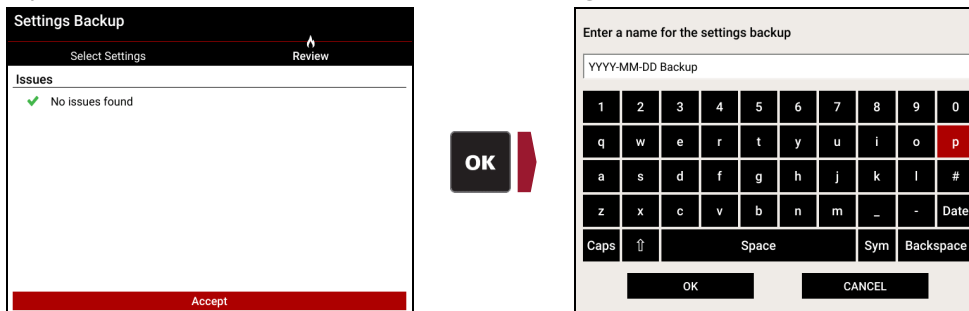 Settings Backup
Select Settings
Review
Issues
No issues found
Accept
OK
Enter a name for the settings backup
YYYY-MM-DD Backup
1 2 3 4 5 6 7 8 9 0
q w e r t y u i o p
a s d f g h j k l #
z x c v b n m _ - Date
Caps ⇧ Space Sym Backspace
OK CANCEL